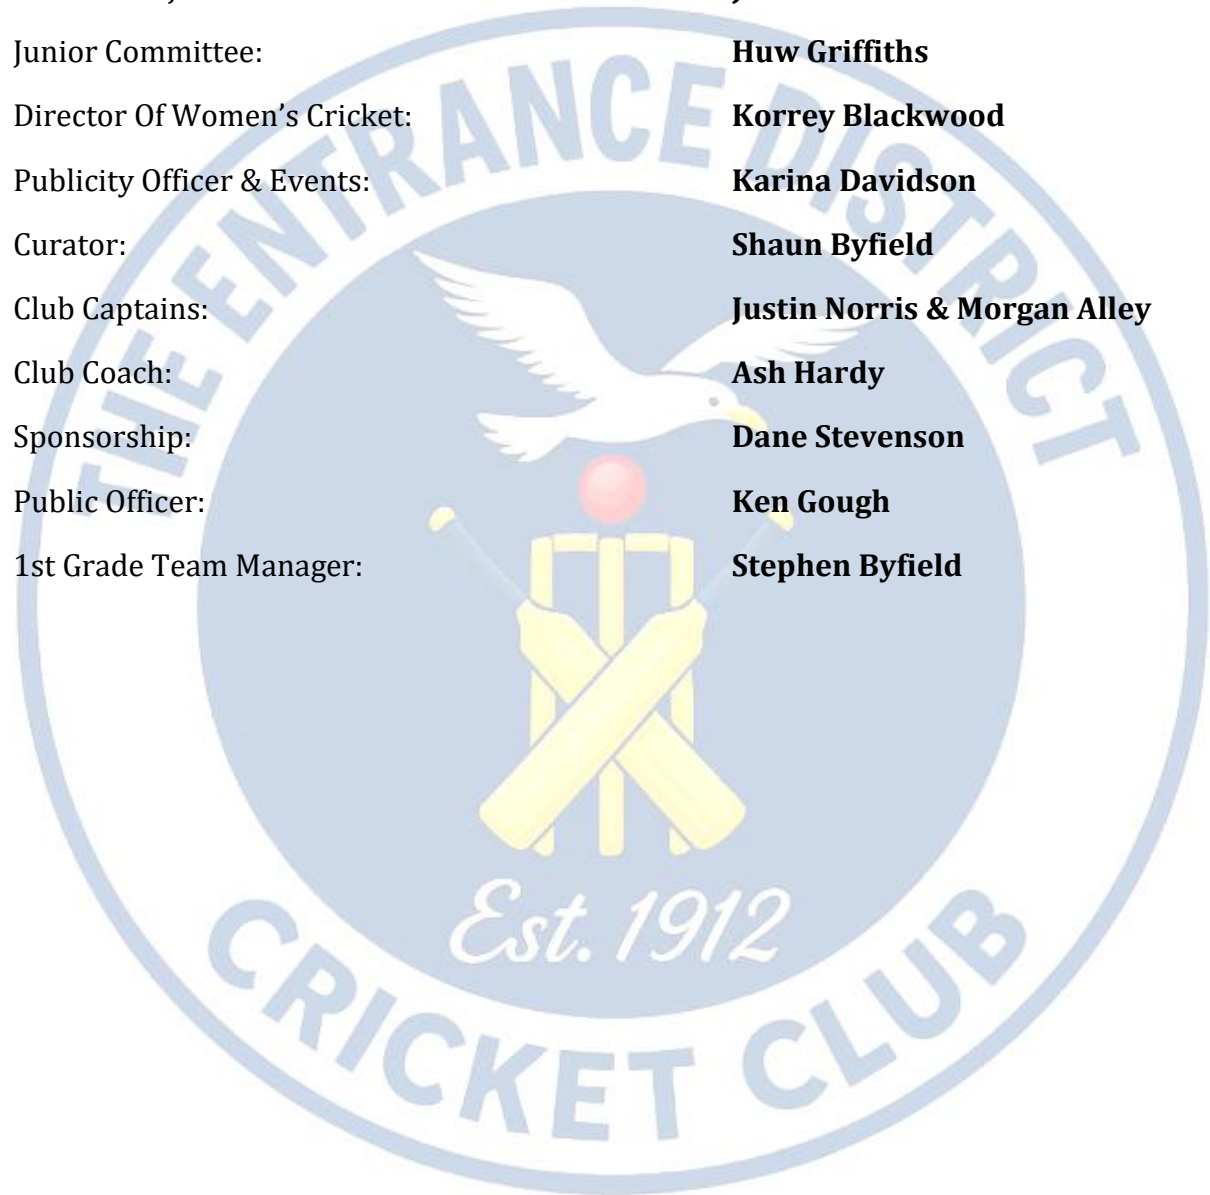 Junior Committee: Huw Griffiths
Director Of Women’s Cricket: Korrey Blackwood
Publicity Officer & Events: Karina Davidson
Curator: Shaun Byfield
Club Captains: Justin Norris & Morgan Alley
Club Coach: Ash Hardy
Sponsorship: Dane Stevenson
Public Officer: Ken Gough
1st Grade Team Manager: Stephen Byfield
THE ENTRANCE DISTRICT
Est. 1912
CRICKET CLUB